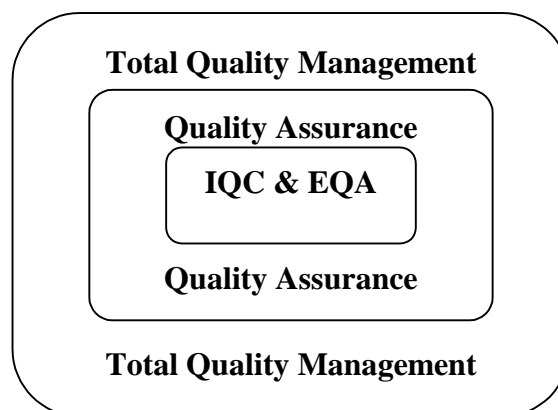 Total Quality Management
Quality Assurance
IQC & EQA
Quality Assurance
Total Quality Management